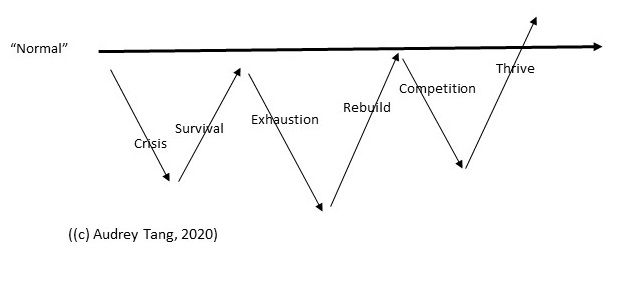 "Normal"
Thrive
Competition
Rebuild
Exhaustion
Survival
Crisis
((c) Audrey Tang, 2020)